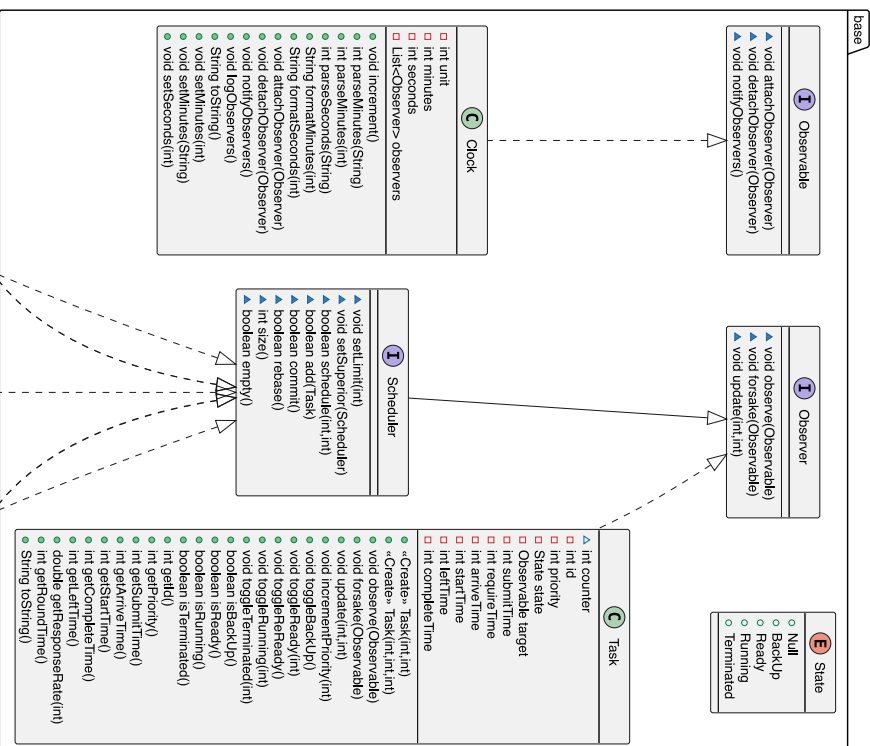 base
I Observable
void attachObserver(Observer)
void detachObserver(Observer)
void notifyObservers()
I Observer
void observe(Observable)
void forsake(Observable)
void update(int,int)
E State
Null
BackUp
Ready
Running
Terminated
C Clock
int unit
int minutes
int seconds
List<Observer> observers
void increment()
int parseMinutes(String)
int parseMinutes(int)
int parseSeconds(String)
String formatMinutes(int)
String formatSeconds(int)
void attachObserver(Observer)
void detachObserver(Observer)
void notifyObservers()
void logObservers()
String toString()
void setMinutes(int)
void setMinutes(String)
void setSeconds(int)
I Scheduler
void setLimit(int)
void setSuperior(Scheduler)
boolean schedule(int,int)
boolean add(Task)
boolean commit()
boolean rebase()
int size()
boolean empty()
C Task
int counter
int id
int priority
State state
Observable target
int submitTime
int requireTime
int arriveTime
int startTime
int leftTime
int completeTime
«Create» Task(int,int)
«Create» Task(int,int,int)
void observe(Observable)
void forsake(Observable)
void update(int,int)
void incrementPriority(int)
void toggleBackUp()
void toggleReady(int)
void toggleReReady()
void toggleRunning(int)
void toggleTerminated(int)
boolean isBackUp()
boolean isReady()
boolean isRunning()
boolean isTerminated()
int getId()
int getPriority()
int getSubmitTime()
int getArriveTime()
int getStartTime()
int getCompleteTime()
int getLeftTime()
double getResponseRate(int)
int getRoundTime()
String toString()